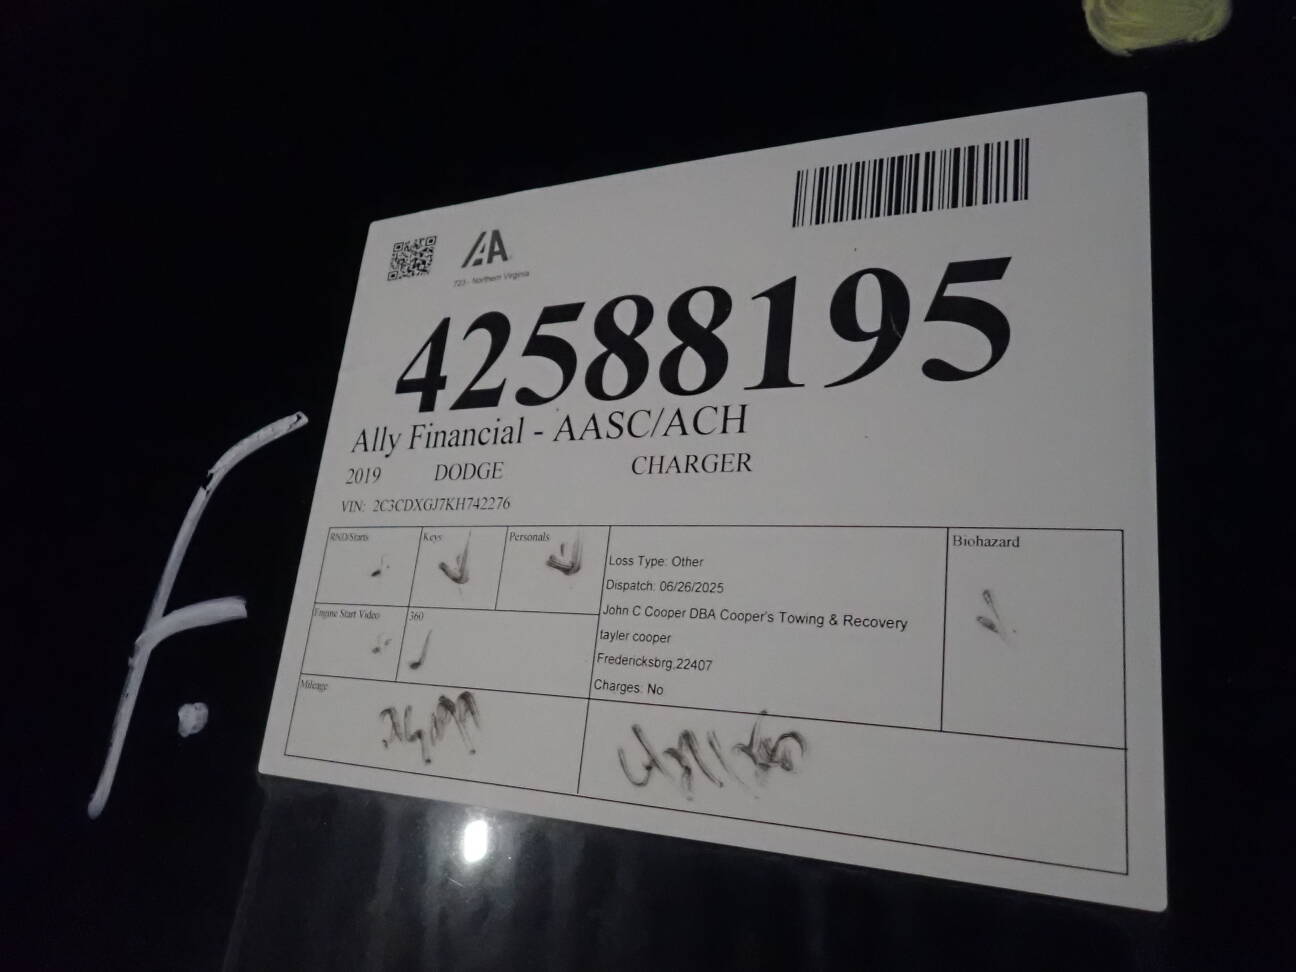 IAA
723 - Northern Virginia
42588195
Ally Financial - AASC/ACH
2019 DODGE CHARGER
VIN: 2C3CDXGJ7KH742276
RND/Starts Keys Personals
Loss Type: Other
Dispatch: 06/26/2025
John C Cooper DBA Cooper's Towing & Recovery
tayler cooper
Fredericksbrg,22407
Charges: No
Biohazard
Engine Start Video 360
Mileage
F.